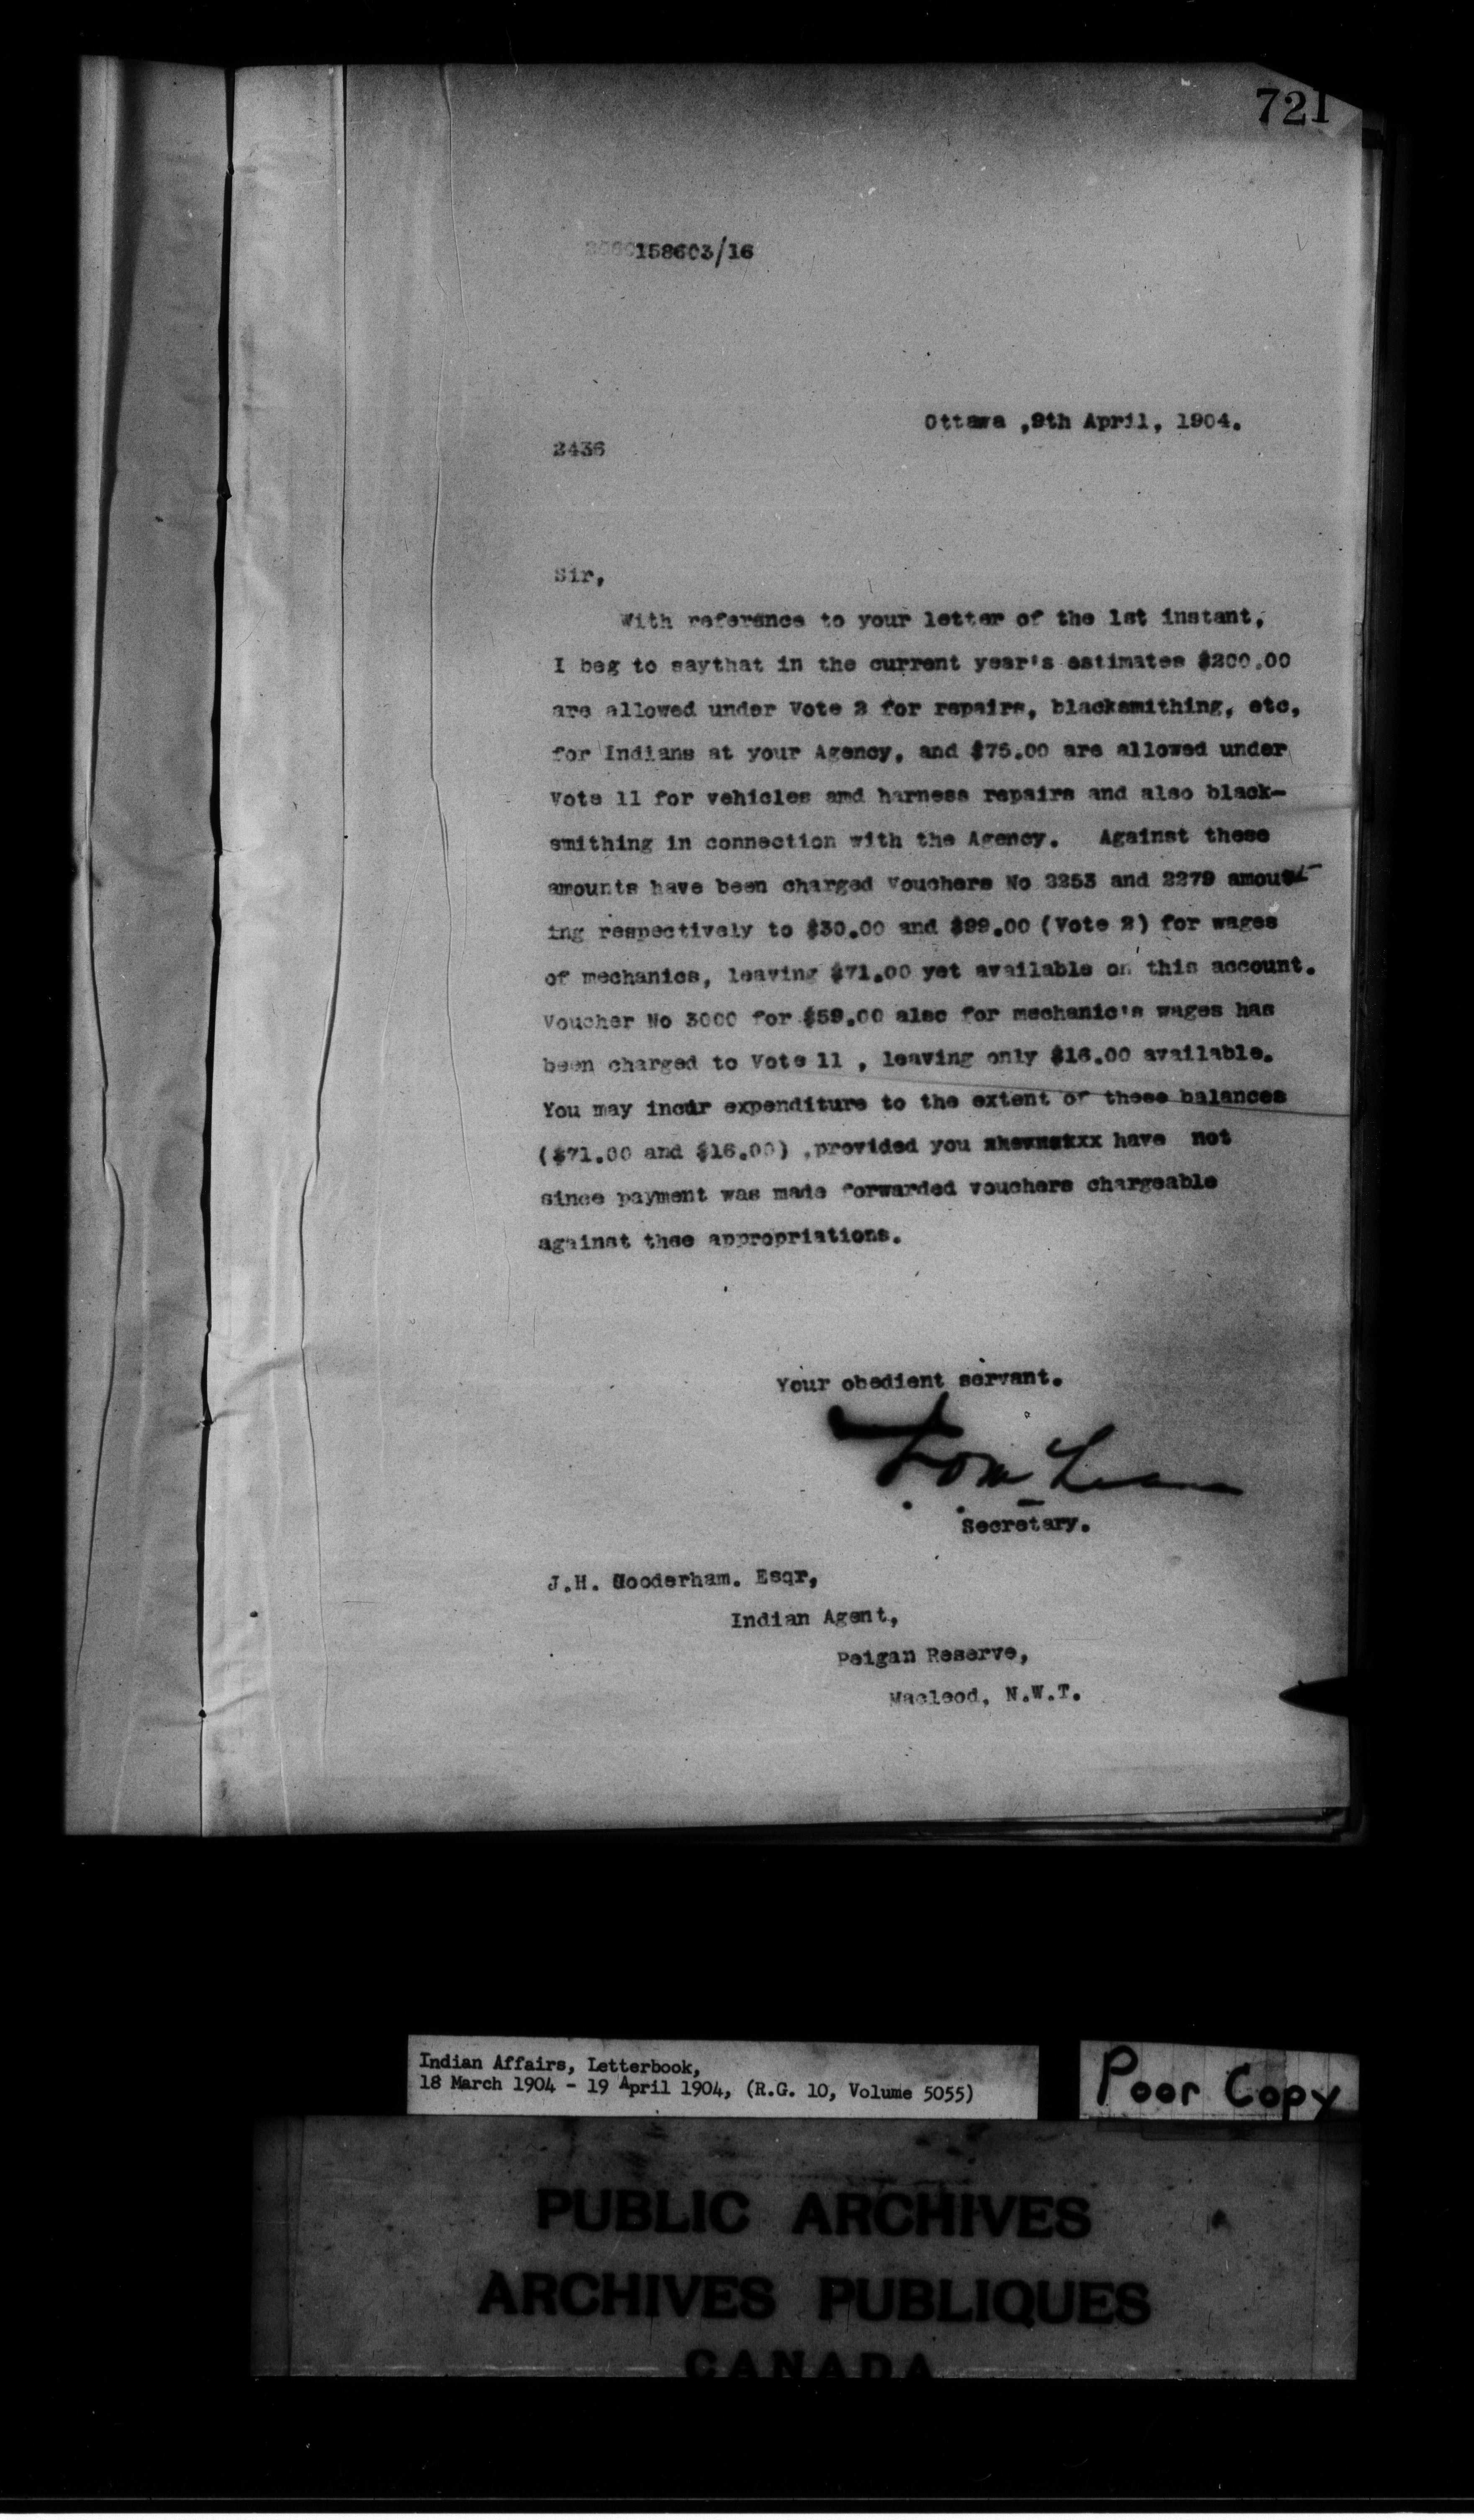 721
158603/16
Ottawa ,9th April, 1904.
2436
Sir,
With reference to your letter of the 1st instant,
I beg to saythat in the current year's estimates $200.00
are allowed under Vote 2 for repairs, blacksmithing, etc,
for Indians at your Agency, and $75.00 are allowed under
Vote 11 for vehicles and harness repairs and also black-
smithing in connection with the Agency. Against these
amounts have been charged Vouchers No 2253 and 2279 amount-
ing respectively to $30.00 and $99.00 (Vote 2) for wages
of mechanics, leaving $71.00 yet available on this account.
Voucher No 3000 for $59.00 also for mechanic's wages has
been charged to Vote 11 , leaving only $16.00 available.
You may incur expenditure to the extent of these balances
($71.00 and $16.00) ,provided you have not
since payment was made forwarded vouchers chargeable
against thse appropriations.
Your obedient servant.
Secretary.
J.H. Gooderham. Esqr,
Indian Agent,
Peigan Reserve,
Macleod, N.W.T.
Indian Affairs, Letterbook,
18 March 1904 - 19 April 1904, (R.G. 10, Volume 5055)
Poor Copy
PUBLIC ARCHIVES
ARCHIVES PUBLIQUES
CANADA